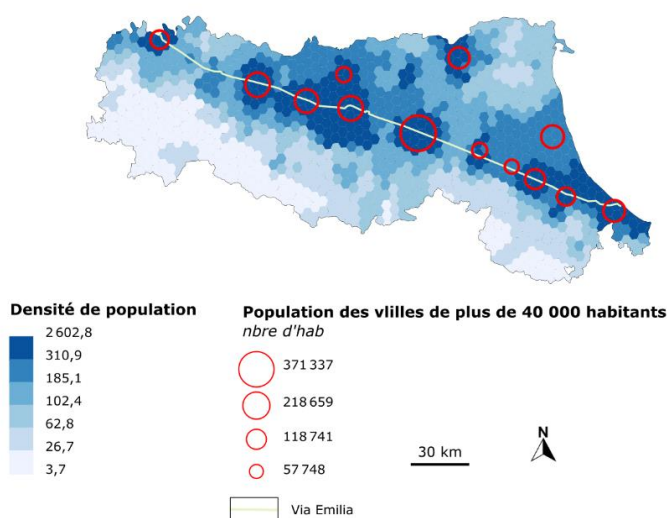 Densité de population
2 602,8
310,9
185,1
102,4
62,8
26,7
3,7
Population des vlilles de plus de 40 000 habitants
nbre d'hab
371 337
218 659
118 741
57 748
30 km
N
Via Emilia